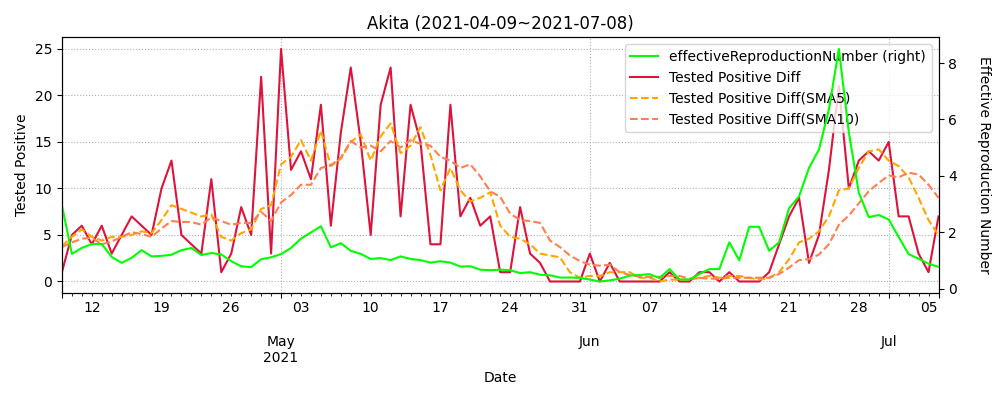 Akita (2021-04-09~2021-07-08)
effectiveReproductionNumber (right)
Tested Positive Diff
Tested Positive Diff(SMA5)
Tested Positive Diff(SMA10)
Tested Positive
25
20
15
10
5
0
Effective Reproduction Number
8
6
4
2
0
12 19 26 03 10 17 24 31 07 14 21 28 05
May Jun Jul
2021
Date